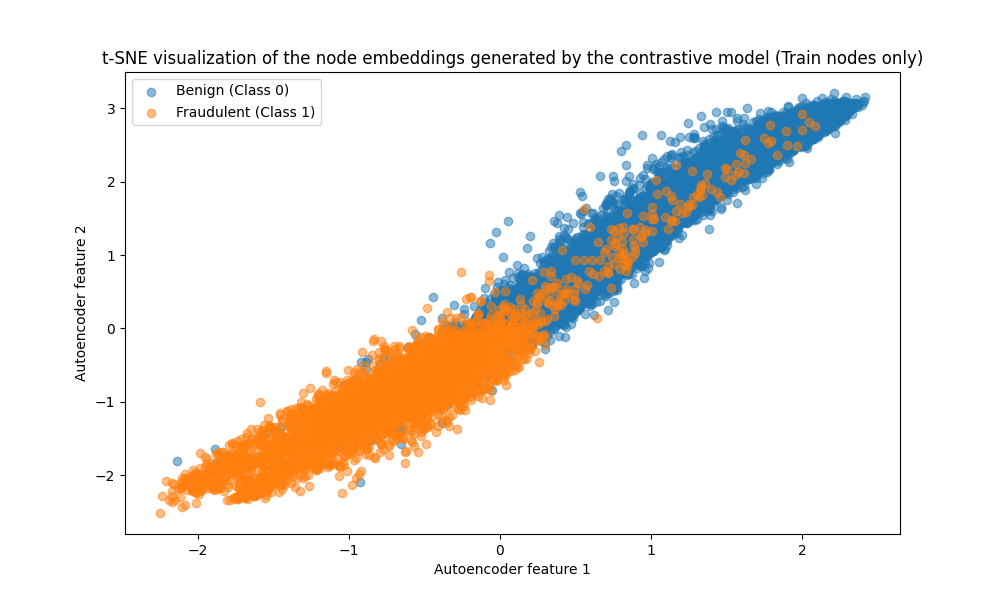 t-SNE visualization of the node embeddings generated by the contrastive model (Train nodes only)
Benign (Class 0)
Fraudulent (Class 1)
3
2
1
0
−1
−2
Autoencoder feature 2
−2
−1
0
1
2
Autoencoder feature 1